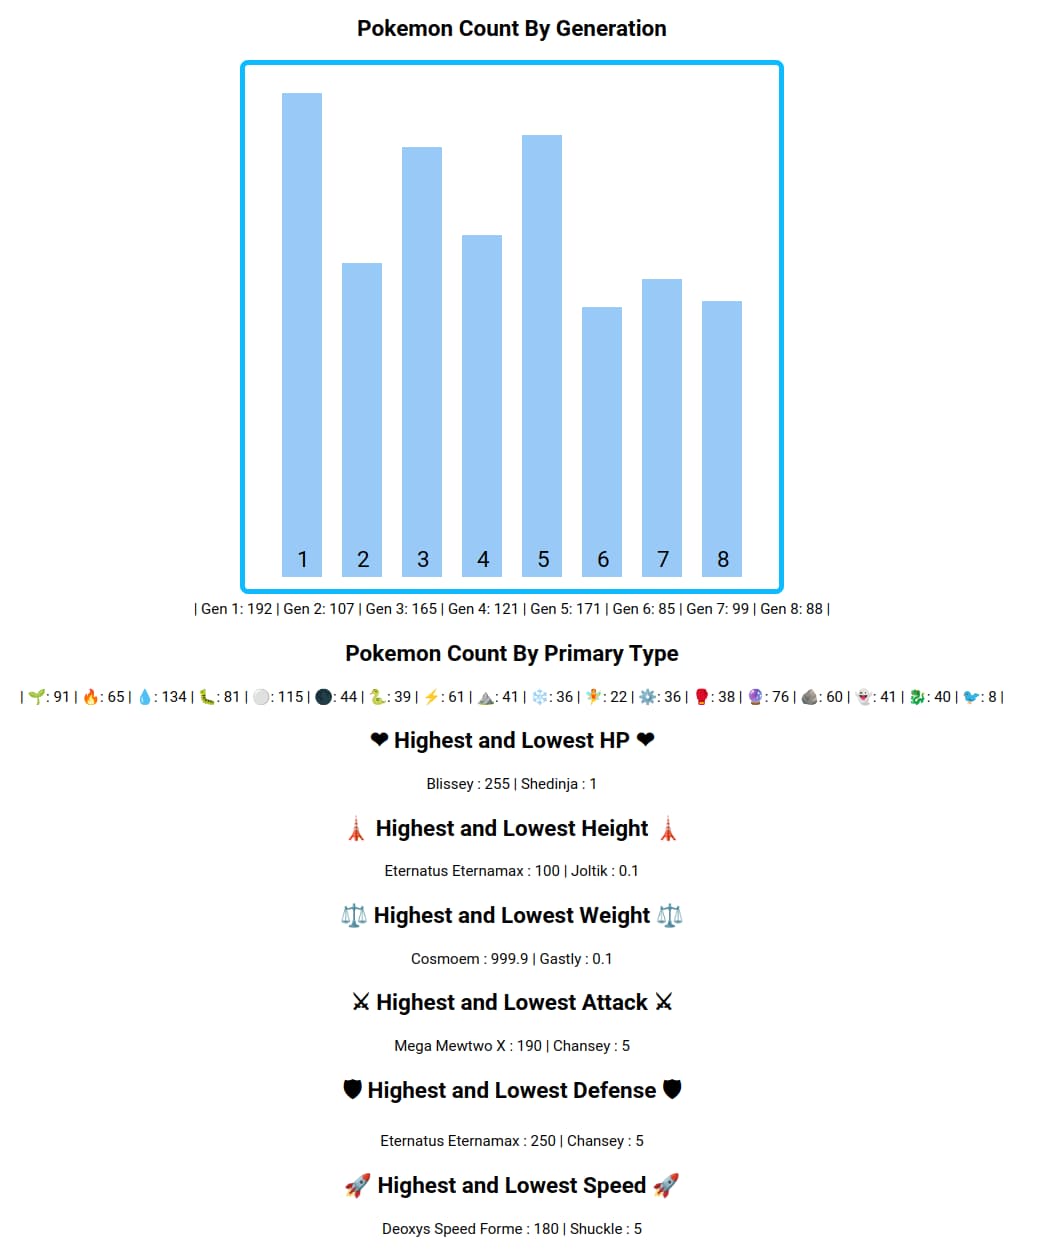 Pokemon Count By Generation
1 2 3 4 5 6 7 8
| Gen 1: 192 | Gen 2: 107 | Gen 3: 165 | Gen 4: 121 | Gen 5: 171 | Gen 6: 85 | Gen 7: 99 | Gen 8: 88 |
Pokemon Count By Primary Type
| 🌱: 91 | 🔥: 65 | 💧: 134 | 🐛: 81 | ⚪: 115 | 🌑: 44 | 🐍: 39 | ⚡: 61 | ⛰️: 41 | ❄️: 36 | 🧚: 22 | ⚙️: 36 | 🥊: 38 | 🔮: 76 | 🪨: 60 | 👻: 41 | 🐉: 40 | 🐦: 8 |
❤ Highest and Lowest HP ❤
Blissey : 255 | Shedinja : 1
🗼 Highest and Lowest Height 🗼
Eternatus Eternamax : 100 | Joltik : 0.1
⚖️ Highest and Lowest Weight ⚖️
Cosmoem : 999.9 | Gastly : 0.1
⚔ Highest and Lowest Attack ⚔
Mega Mewtwo X : 190 | Chansey : 5
🛡 Highest and Lowest Defense 🛡
Eternatus Eternamax : 250 | Chansey : 5
🚀 Highest and Lowest Speed 🚀
Deoxys Speed Forme : 180 | Shuckle : 5